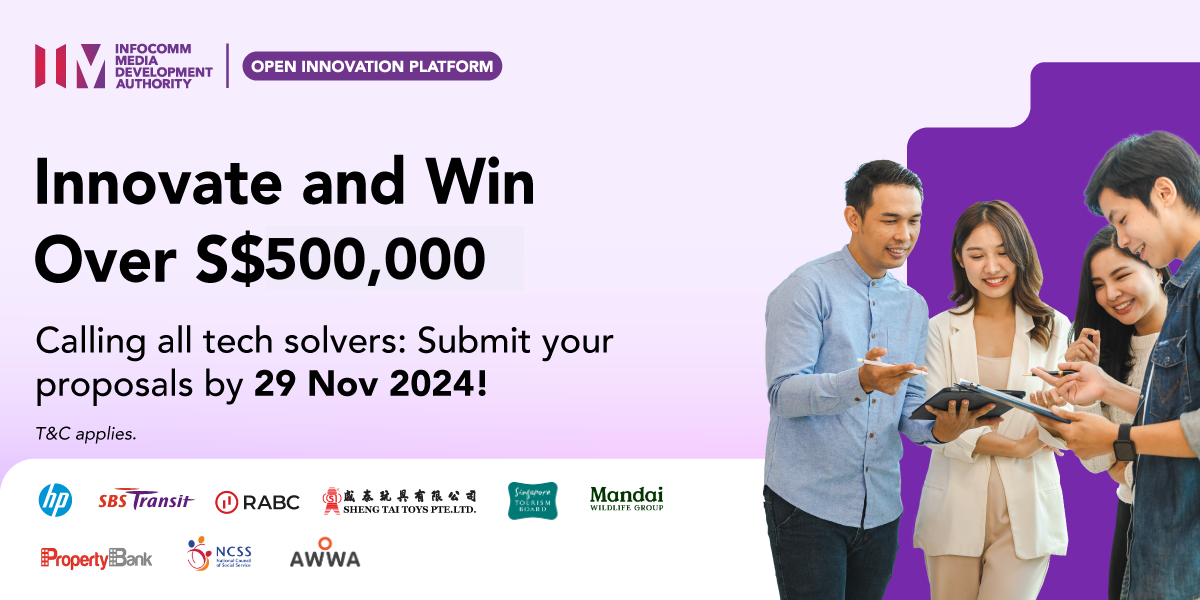 INFOCOMM
MEDIA
DEVELOPMENT
AUTHORITY
OPEN INNOVATION PLATFORM
Innovate and Win
Over S$500,000
Calling all tech solvers: Submit your
proposals by 29 Nov 2024!
T&C applies.
hp
SBS Transit
RABC
盛泰玩具有限公司
SHENG TAI TOYS PTE.LTD.
Singapore
TOURISM
BOARD
Mandai
WILDLIFE GROUP
PropertyBank
NCSS
National Council
of Social Service
AWWA